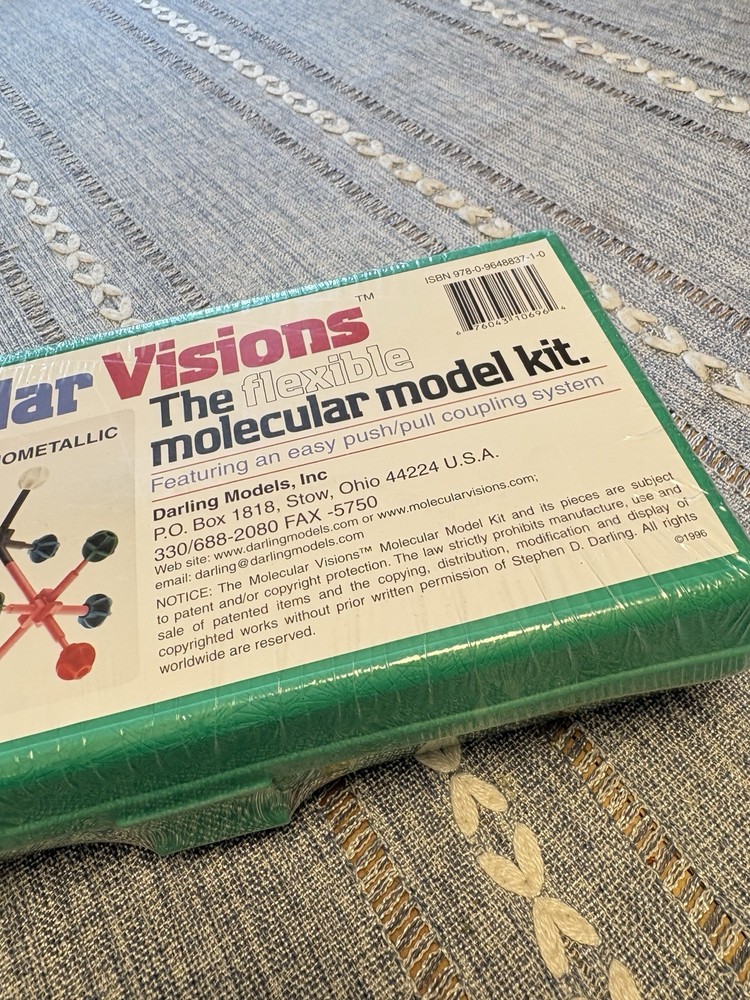 ISBN 978-0-9648837-1-0
6 76043 10696 4
lar Visions™
The flexible
molecular model kit.
Featuring an easy push/pull coupling system
OMETALLIC
Darling Models, Inc
P.O. Box 1818, Stow, Ohio 44224 U.S.A.
330/688-2080 FAX -5750
Web site: www.darlingmodels.com or www.molecularvisions.com;
email: darling@darlingmodels.com
NOTICE: The Molecular Visions™ Molecular Model Kit and its pieces are subject
to patent and/or copyright protection. The law strictly prohibits manufacture, use and
sale of patented items and the copying, distribution, modification and display of
copyrighted works without prior written permission of Stephen D. Darling. All rights
worldwide are reserved.
©1996